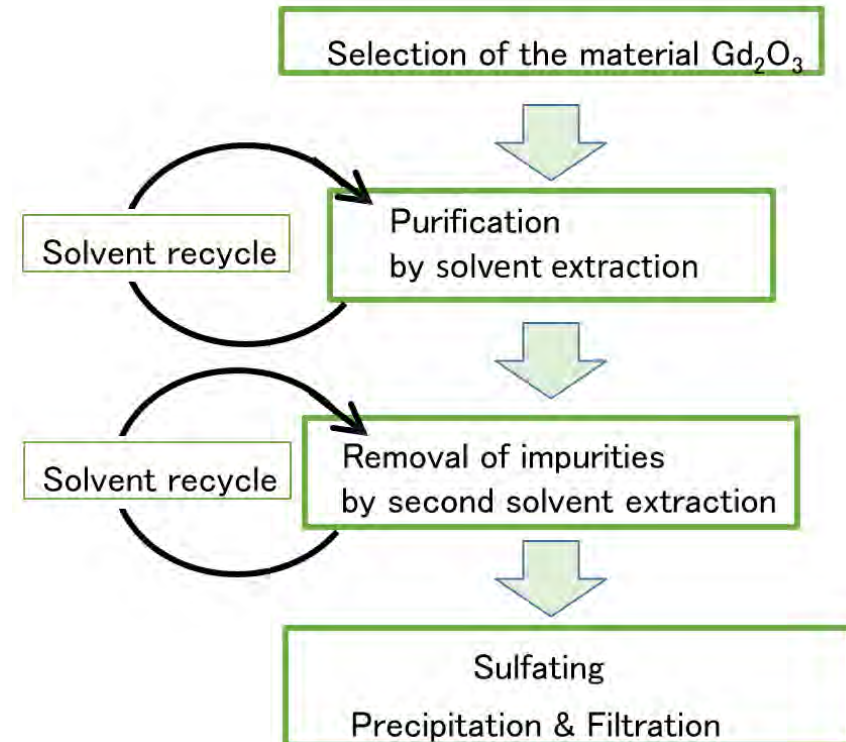 Selection of the material Gd₂O₃
Solvent recycle
Purification
by solvent extraction
Solvent recycle
Removal of impurities
by second solvent extraction
Sulfating
Precipitation & Filtration